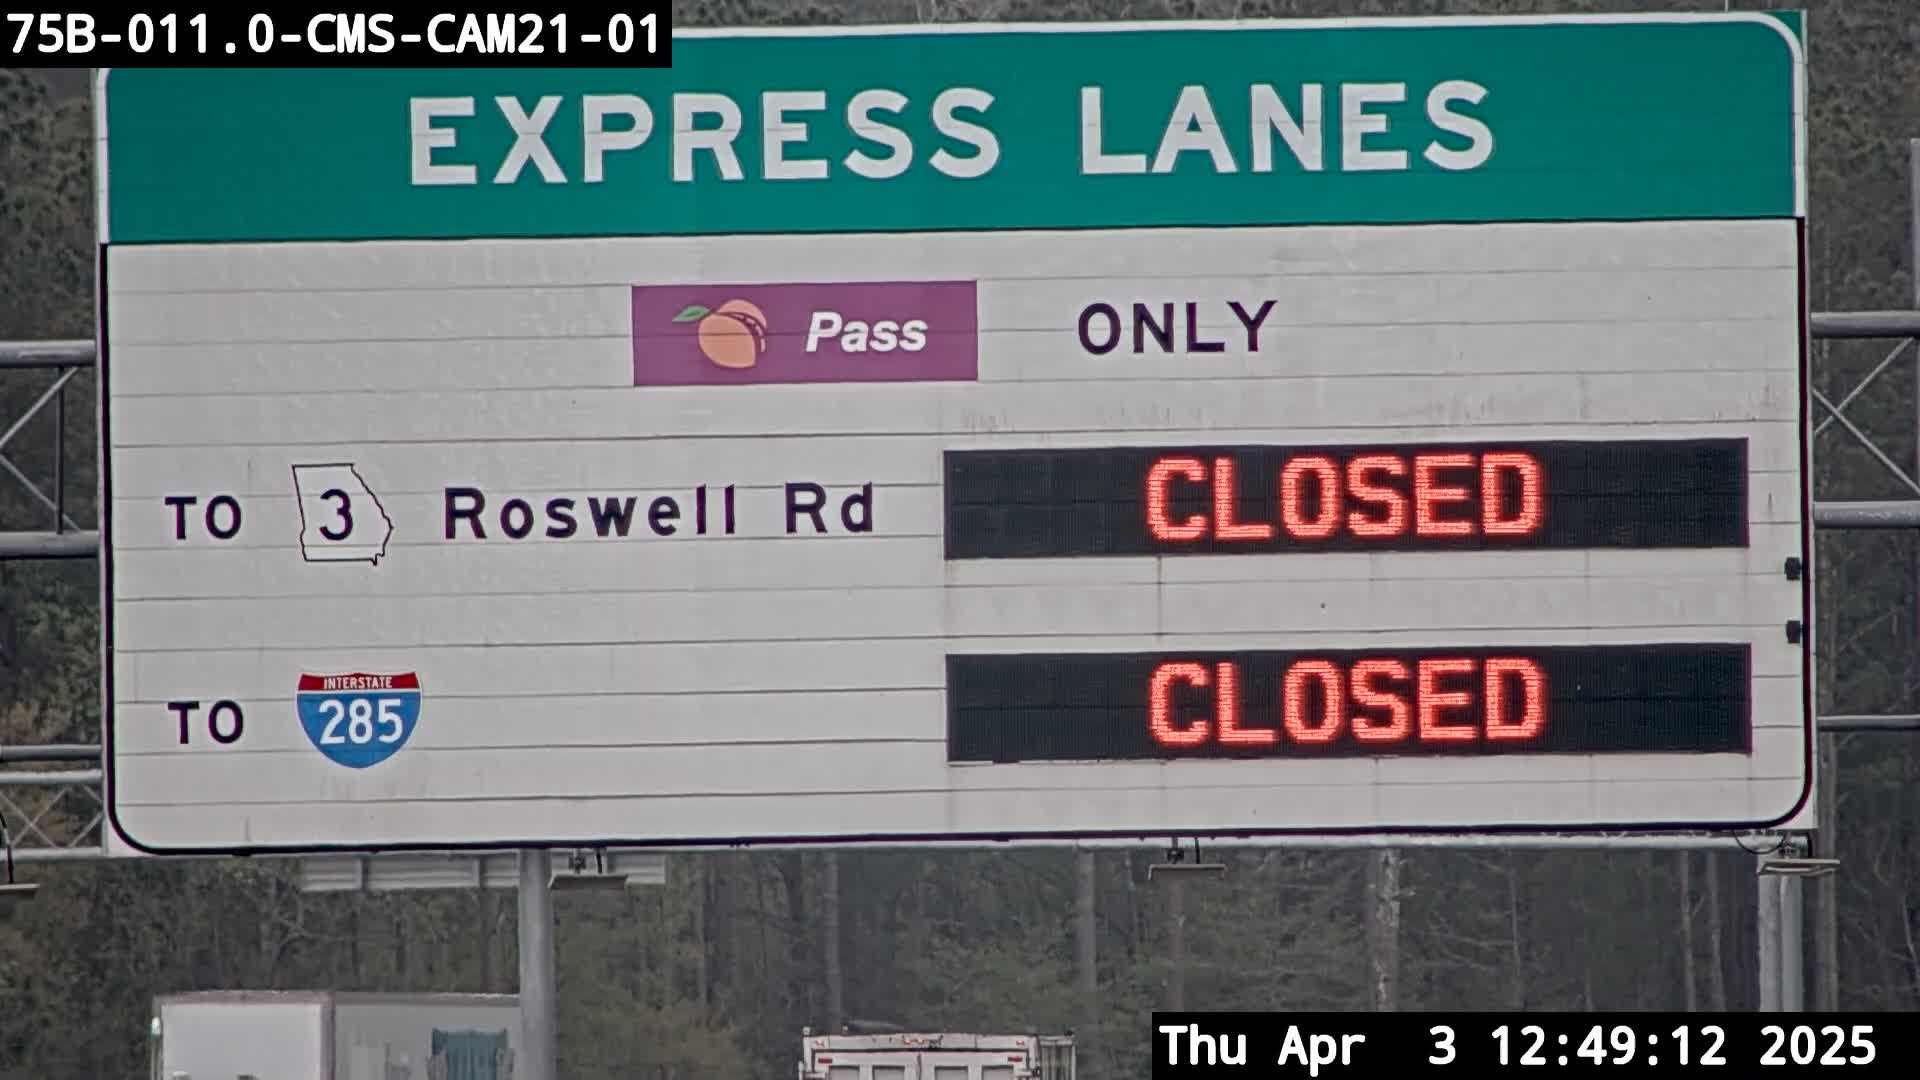 75B-011.0-CMS-CAM21-01
EXPRESS LANES
Pass ONLY
TO 3 Roswell Rd CLOSED
TO INTERSTATE 285 CLOSED
Thu Apr 3 12:49:12 2025